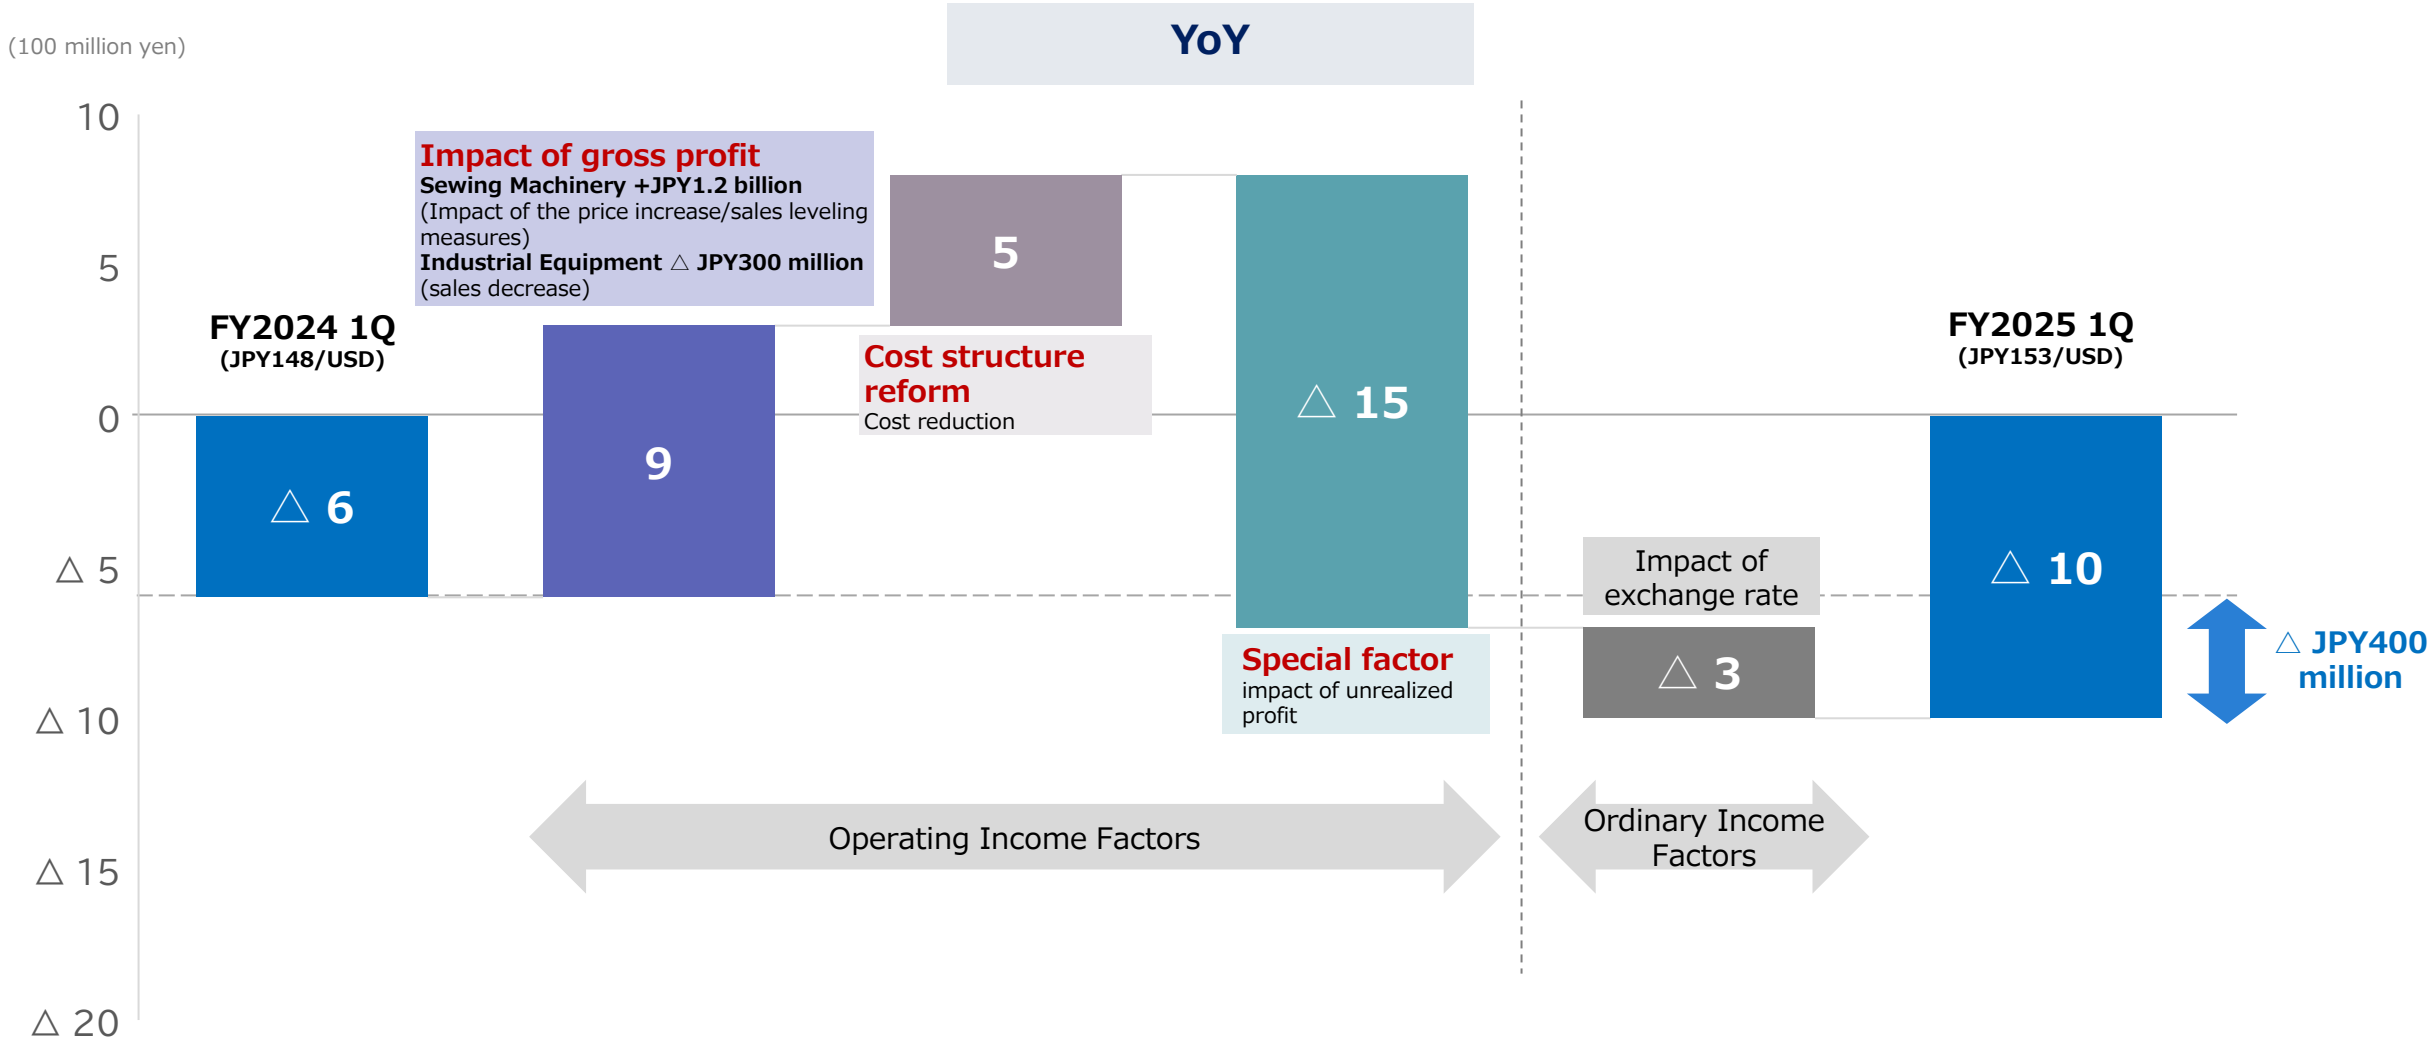 YoY
(100 million yen)
10
5
0
△ 5
△ 10
△ 15
△ 20
FY2024 1Q
(JPY148/USD)
△ 6
Impact of gross profit
Sewing Machinery +JPY1.2 billion
(Impact of the price increase/sales leveling
measures)
Industrial Equipment △ JPY300 million
(sales decrease)
9
5
Cost structure
reform
Cost reduction
△ 15
Special factor
impact of unrealized
profit
Impact of
exchange rate
△ 3
FY2025 1Q
(JPY153/USD)
△ 10
△ JPY400
million
Operating Income Factors
Ordinary Income
Factors